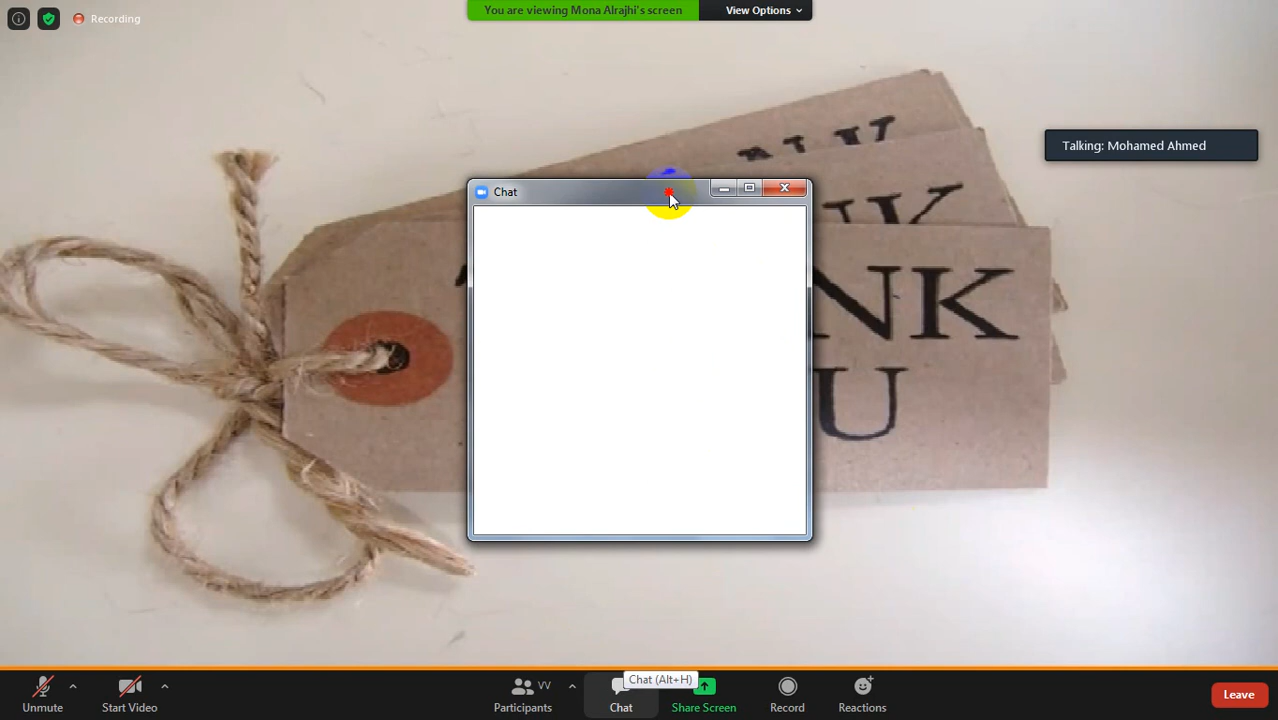 Recording
You are viewing Mona Alrajhi's screen
View Options
Talking: Mohamed Ahmed
Chat
NK
U
Unmute
Start Video
VV
Participants
Chat (Alt+H)
Chat
Share Screen
Record
Reactions
Leave